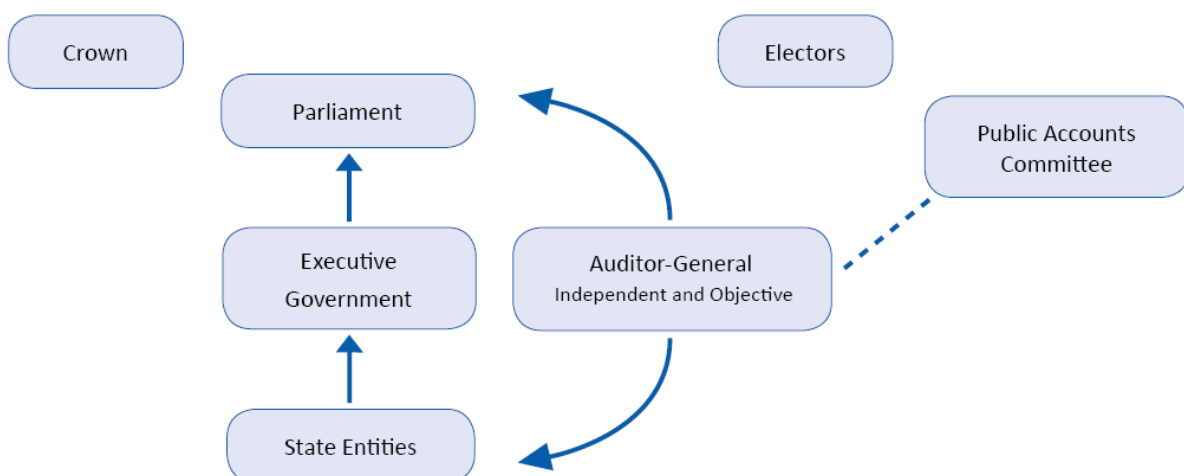 Crown
Electors
Parliament
Public Accounts
Committee
Executive
Government
Auditor-General
Independent and Objective
State Entities